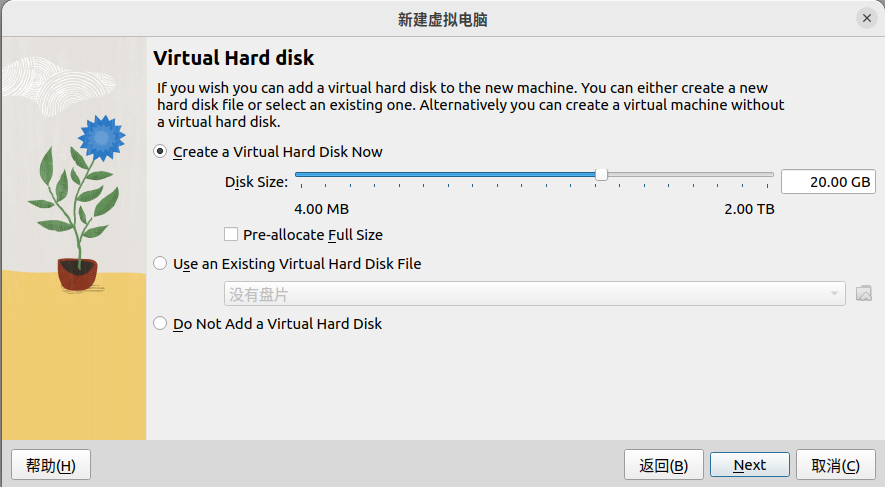 新建虚拟电脑
Virtual Hard disk
If you wish you can add a virtual hard disk to the new machine. You can either create a new
hard disk file or select an existing one. Alternatively you can create a virtual machine without
a virtual hard disk.
Create a Virtual Hard Disk Now
Disk Size:
20.00 GB
4.00 MB
2.00 TB
Pre-allocate Full Size
Use an Existing Virtual Hard Disk File
没有盘片
Do Not Add a Virtual Hard Disk
帮助(H)
返回(B)
Next
取消(C)